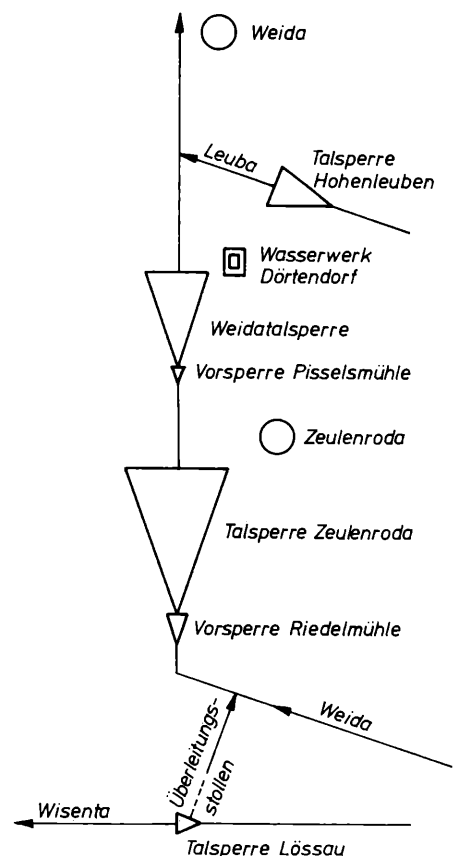 Weida
Leuba
Talsperre
Hohenleuben
Wasserwerk
Dörtendorf
Weidatalsperre
Vorsperre Pisselsmühle
Zeulenroda
Talsperre Zeulenroda
Vorsperre Riedelmühle
Weida
Überleitungs-
stollen
Wisenta
Talsperre Lössau